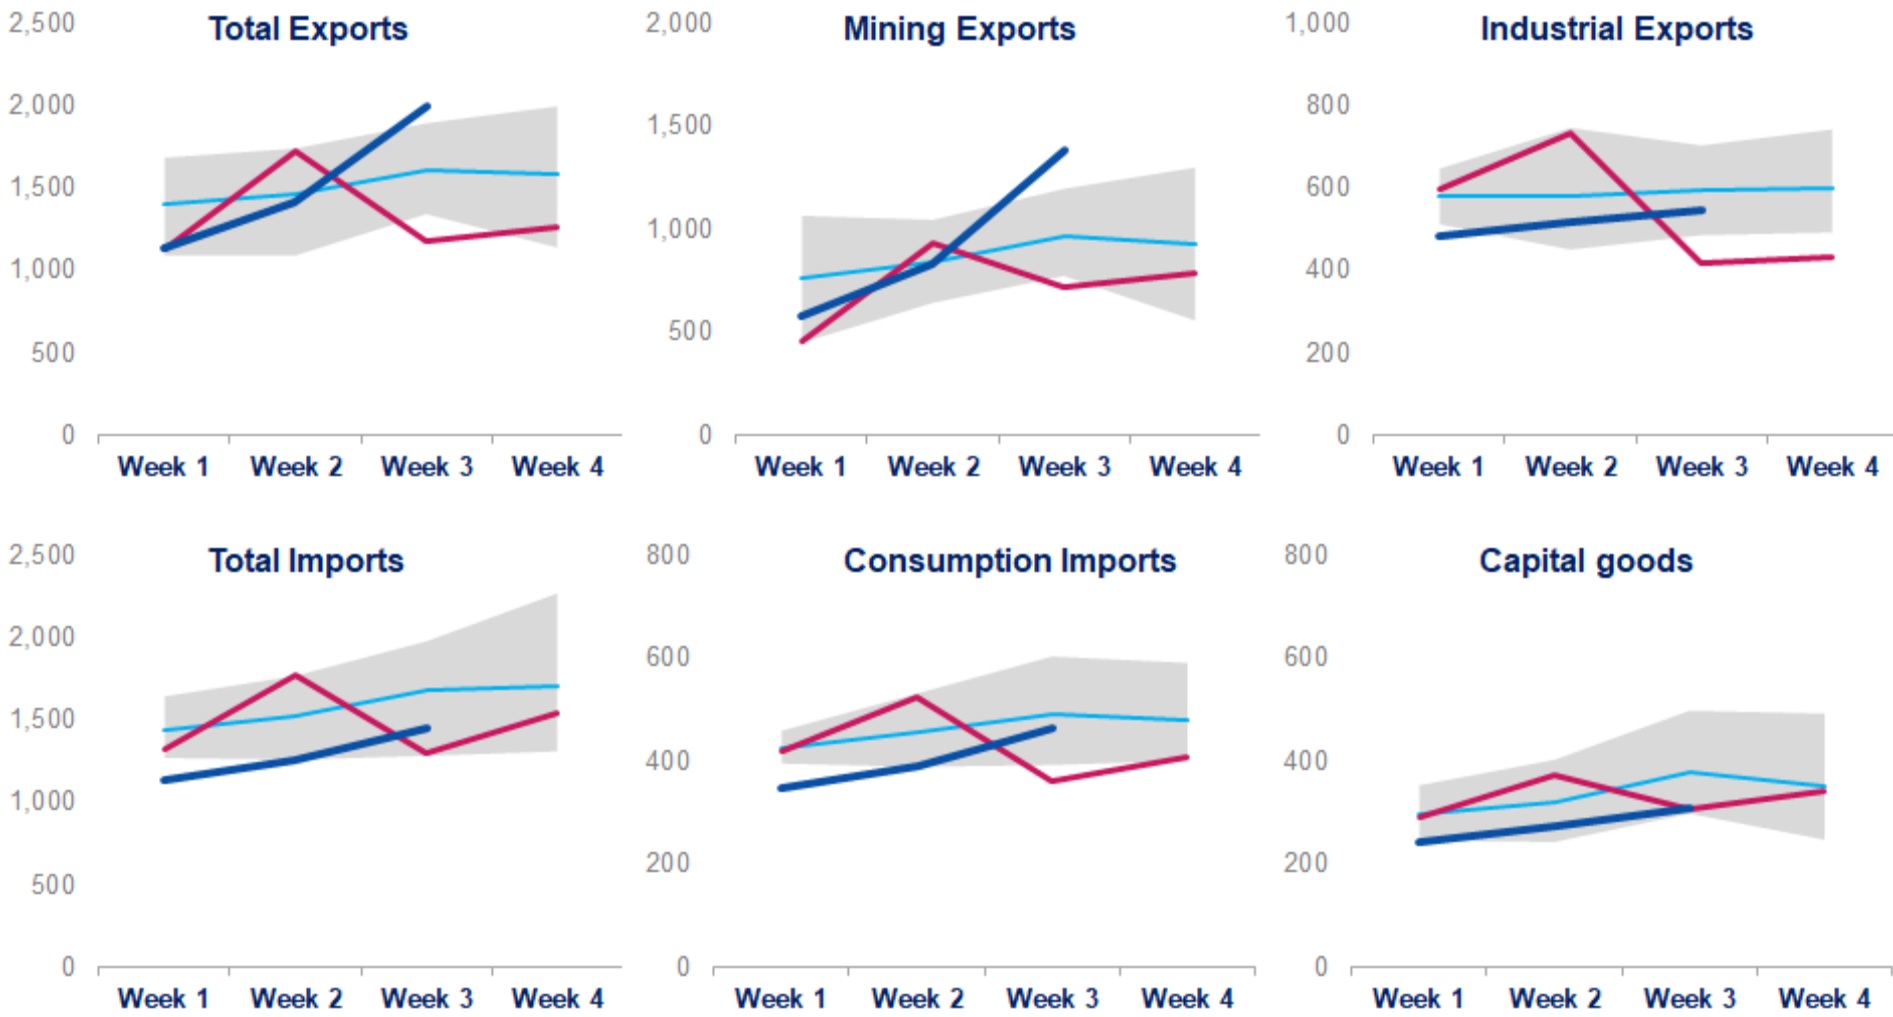 Total Exports
2,500
2,000
1,500
1,000
500
0
Week 1 Week 2 Week 3 Week 4
Mining Exports
2,000
1,500
1,000
500
0
Week 1 Week 2 Week 3 Week 4
Industrial Exports
1,000
800
600
400
200
0
Week 1 Week 2 Week 3 Week 4
Total Imports
2,500
2,000
1,500
1,000
500
0
Week 1 Week 2 Week 3 Week 4
Consumption Imports
800
600
400
200
0
Week 1 Week 2 Week 3 Week 4
Capital goods
800
600
400
200
0
Week 1 Week 2 Week 3 Week 4